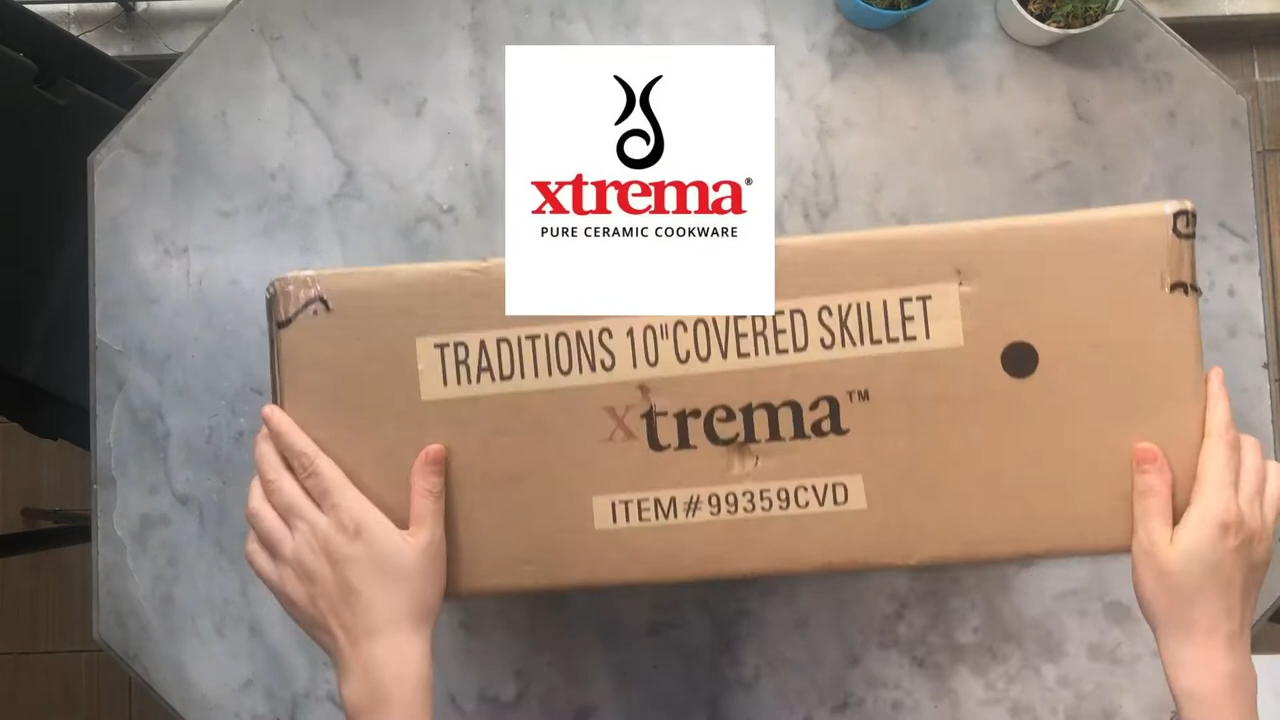 xtrema®
PURE CERAMIC COOKWARE
TRADITIONS 10"COVERED SKILLET
xtrema™
ITEM#99359CVD